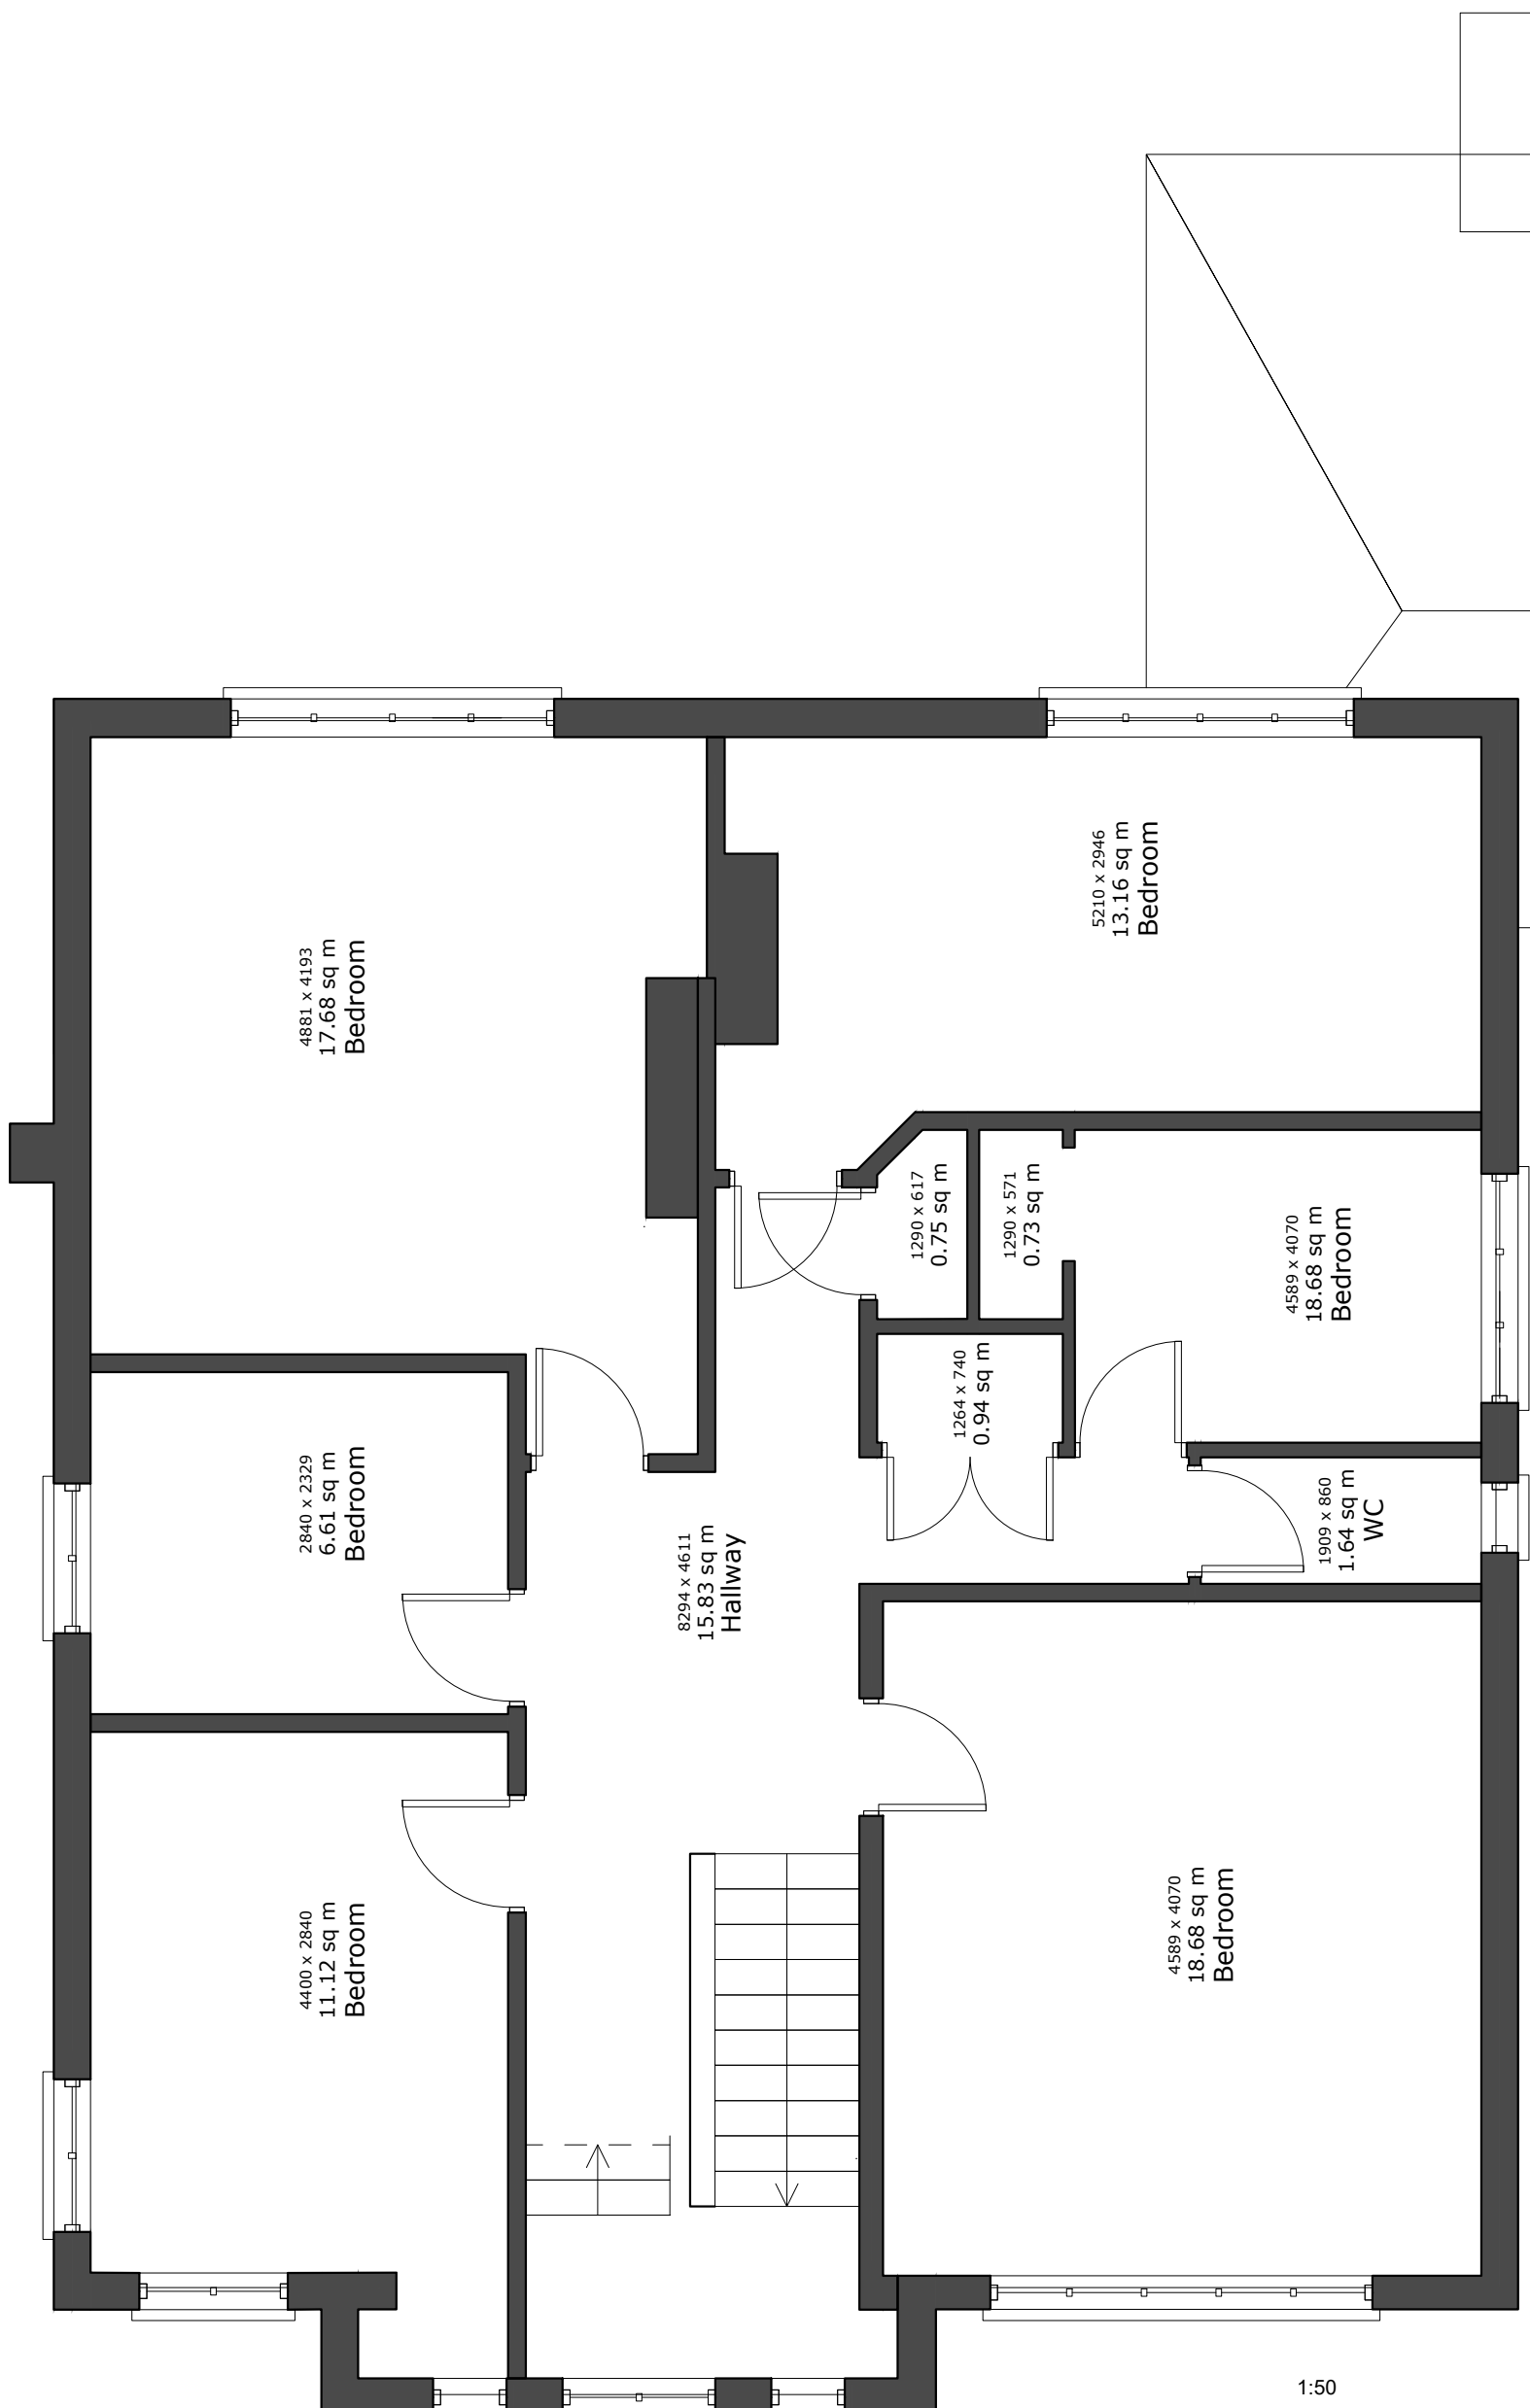 4881 x 4193
17.68 sq m
Bedroom
5210 x 2946
13.16 sq m
Bedroom
1290 x 617
0.75 sq m
1290 x 571
0.73 sq m
4589 x 4070
18.68 sq m
Bedroom
1264 x 740
0.94 sq m
2840 x 2329
6.61 sq m
Bedroom
8294 x 4611
15.83 sq m
Hallway
1909 x 860
1.64 sq m
WC
4400 x 2840
11.12 sq m
Bedroom
4589 x 4070
18.68 sq m
Bedroom
1:50